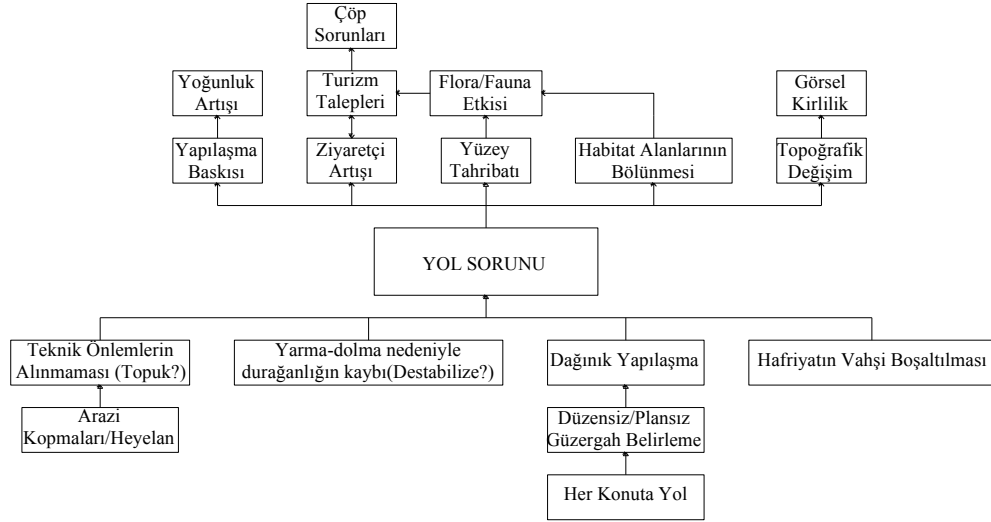 Çöp
Sorunları
Yoğunluk
Artışı
Turizm
Talepleri
Flora/Fauna
Etkisi
Görsel
Kirlilik
Yapılaşma
Baskısı
Ziyaretçi
Artışı
Yüzey
Tahribatı
Habitat Alanlarının
Bölünmesi
Topoğrafik
Değişim
YOL SORUNU
Teknik Önlemlerin
Alınmaması (Topuk?)
Yarma-dolma nedeniyle
durağanlığın kaybı(Destabilize?)
Dağınık Yapılaşma
Hafriyatın Vahşi Boşaltılması
Arazi
Kopmaları/Heyelan
Düzensiz/Plansız
Güzergah Belirleme
Her Konuta Yol